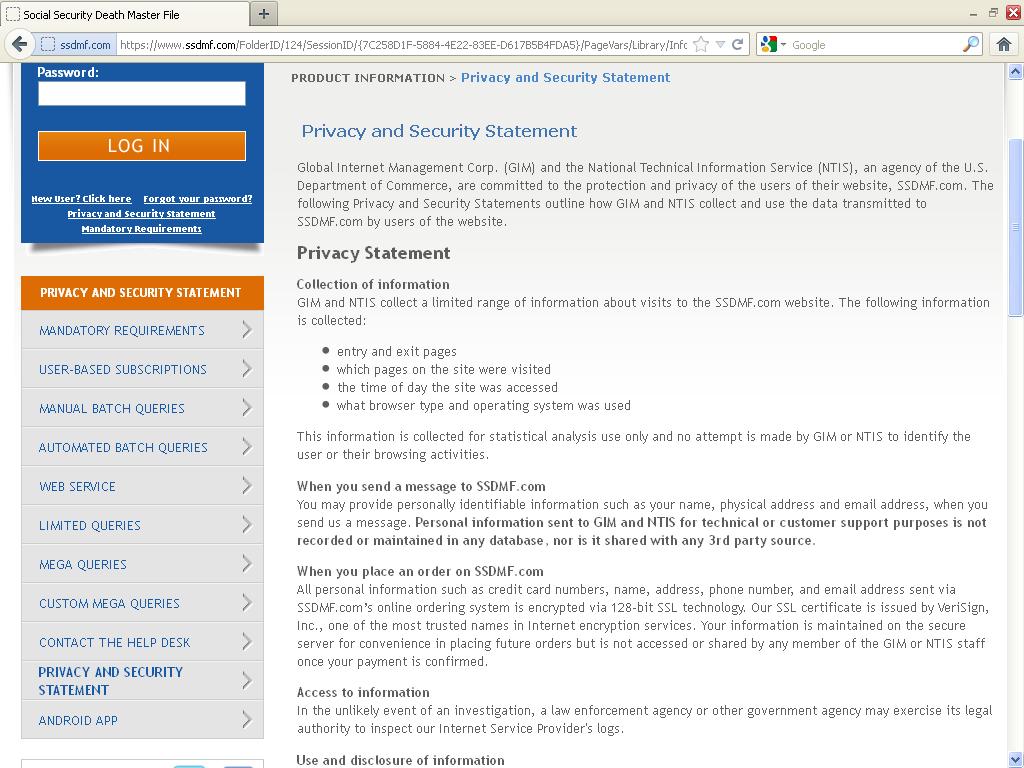 Social Security Death Master File
ssdmf.com
https://www.ssdmf.com/FolderID/124/SessionID/{7C258D1F-5884-4E22-83EE-D617B5B4FDA5}/PageVars/Library/Info
Google
Password:
LOG IN
New User? Click here Forgot your password?
Privacy and Security Statement
Mandatory Requirements
PRIVACY AND SECURITY STATEMENT
MANDATORY REQUIREMENTS
USER-BASED SUBSCRIPTIONS
MANUAL BATCH QUERIES
AUTOMATED BATCH QUERIES
WEB SERVICE
LIMITED QUERIES
MEGA QUERIES
CUSTOM MEGA QUERIES
CONTACT THE HELP DESK
PRIVACY AND SECURITY
STATEMENT
ANDROID APP
PRODUCT INFORMATION > Privacy and Security Statement
Privacy and Security Statement
Global Internet Management Corp. (GIM) and the National Technical Information Service (NTIS), an agency of the U.S.
Department of Commerce, are committed to the protection and privacy of the users of their website, SSDMF.com. The
following Privacy and Security Statements outline how GIM and NTIS collect and use the data transmitted to
SSDMF.com by users of the website.
Privacy Statement
Collection of information
GIM and NTIS collect a limited range of information about visits to the SSDMF.com website. The following information
is collected:
• entry and exit pages
• which pages on the site were visited
• the time of day the site was accessed
• what browser type and operating system was used
This information is collected for statistical analysis use only and no attempt is made by GIM or NTIS to identify the
user or their browsing activities.
When you send a message to SSDMF.com
You may provide personally identifiable information such as your name, physical address and email address, when you
send us a message. Personal information sent to GIM and NTIS for technical or customer support purposes is not
recorded or maintained in any database, nor is it shared with any 3rd party source.
When you place an order on SSDMF.com
All personal information such as credit card numbers, name, address, phone number, and email address sent via
SSDMF.com's online ordering system is encrypted via 128-bit SSL technology. Our SSL certificate is issued by VeriSign,
Inc., one of the most trusted names in Internet encryption services. Your information is maintained on the secure
server for convenience in placing future orders but is not accessed or shared by any member of the GIM or NTIS staff
once your payment is confirmed.
Access to information
In the unlikely event of an investigation, a law enforcement agency or other government agency may exercise its legal
authority to inspect our Internet Service Provider's logs.
Use and disclosure of information